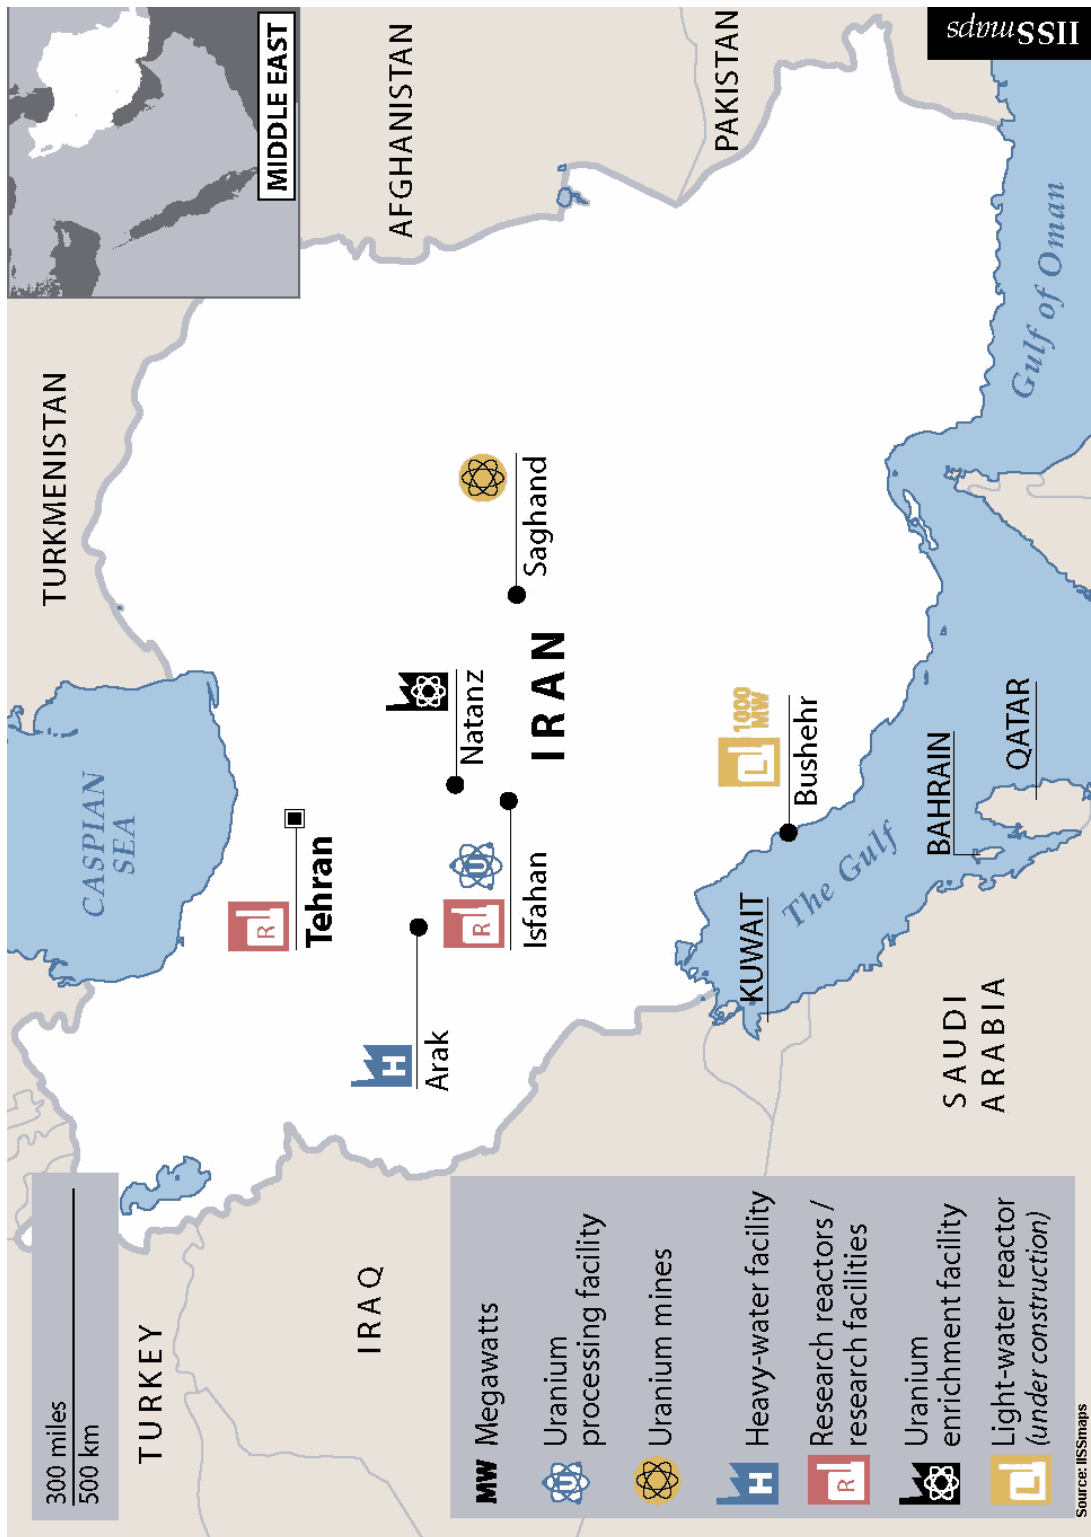 IISSmaps
MIDDLE EAST
300 miles
500 km
TURKEY
IRAQ
TURKMENISTAN
AFGHANISTAN
PAKISTAN
CASPIAN
SEA
Tehran
R
Arak
H
Isfahan
R
U
Natanz
Saghand
IRAN
Bushehr
L
1000
MW
KUWAIT
The Gulf
BAHRAIN
QATAR
SAUDI
ARABIA
Gulf of Oman
MW Megawatts
U Uranium
processing facility
Uranium mines
H Heavy-water facility
R Research reactors /
research facilities
Uranium
enrichment facility
L Light-water reactor
(under construction)
Source: IISSmaps